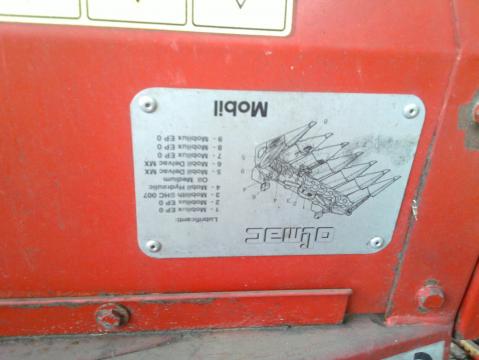 OLIMAC
Lubrificanti:
1 - Mobilux EP 0
2 - Mobilux EP 0
3 - Mobilith SHC 007
4 - Mobil Hydraulic
Oil Medium
5 - Mobil Delvac MX
6 - Mobil Delvac MX
7 - Mobilux EP 0
8 - Mobilux EP 0
9 - Mobilux EP 0
Mobil